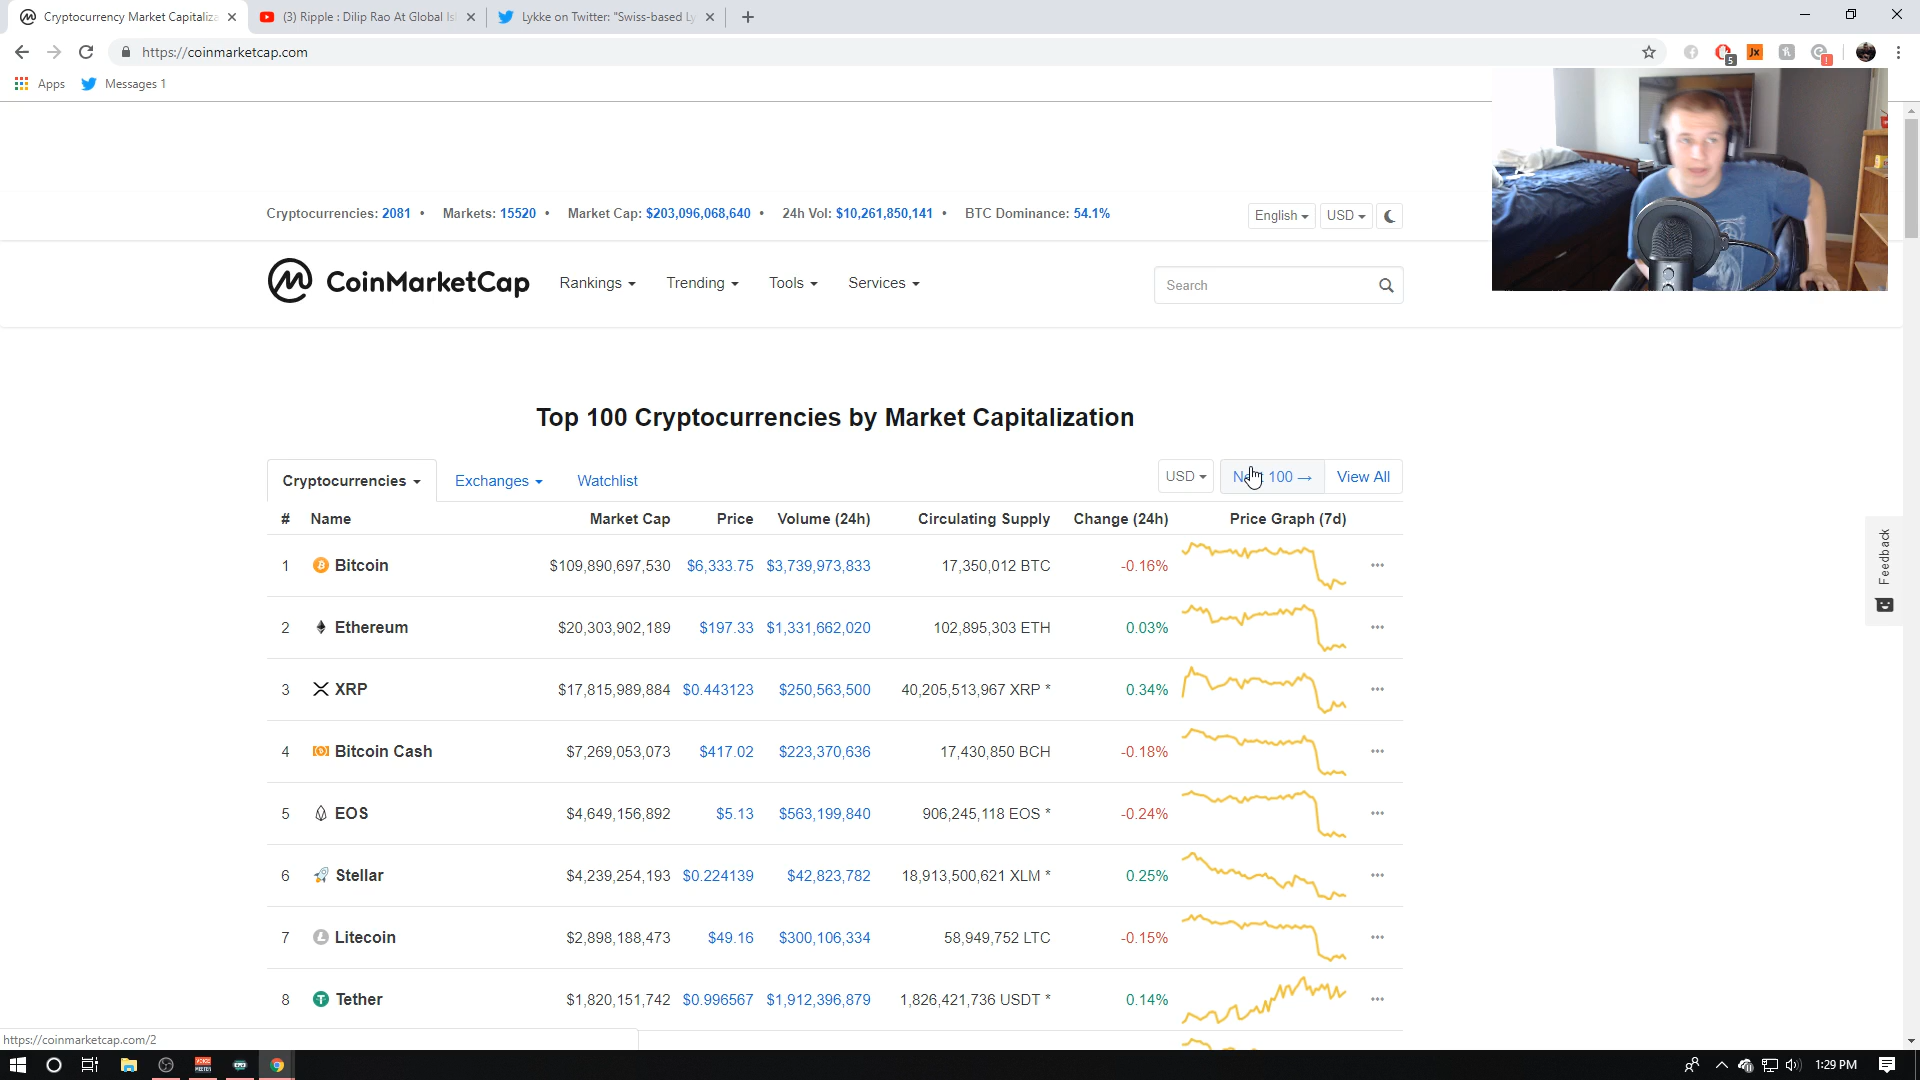 Cryptocurrency Market Capitaliza
(3) Ripple : Dilip Rao At Global Isl
Lykke on Twitter: "Swiss-based Ly
https://coinmarketcap.com
5
Jx
Apps
Messages 1
Cryptocurrencies: 2081 • Markets: 15520 • Market Cap: $203,096,068,640 • 24h Vol: $10,261,850,141 • BTC Dominance: 54.1%
English
USD
CoinMarketCap
Rankings
Trending
Tools
Services
Search
Top 100 Cryptocurrencies by Market Capitalization
Cryptocurrencies
Exchanges
Watchlist
USD
100 →
View All
# Name Market Cap Price Volume (24h) Circulating Supply Change (24h) Price Graph (7d)
1 Bitcoin $109,890,697,530 $6,333.75 $3,739,973,833 17,350,012 BTC -0.16%
2 Ethereum $20,303,902,189 $197.33 $1,331,662,020 102,895,303 ETH 0.03%
3 XRP $17,815,989,884 $0.443123 $250,563,500 40,205,513,967 XRP * 0.34%
4 Bitcoin Cash $7,269,053,073 $417.02 $223,370,636 17,430,850 BCH -0.18%
5 EOS $4,649,156,892 $5.13 $563,199,840 906,245,118 EOS * -0.24%
6 Stellar $4,239,254,193 $0.224139 $42,823,782 18,913,500,621 XLM * 0.25%
7 Litecoin $2,898,188,473 $49.16 $300,106,334 58,949,752 LTC -0.15%
8 Tether $1,820,151,742 $0.996567 $1,912,396,879 1,826,421,736 USDT * 0.14%
Feedback
https://coinmarketcap.com/2
1:29 PM